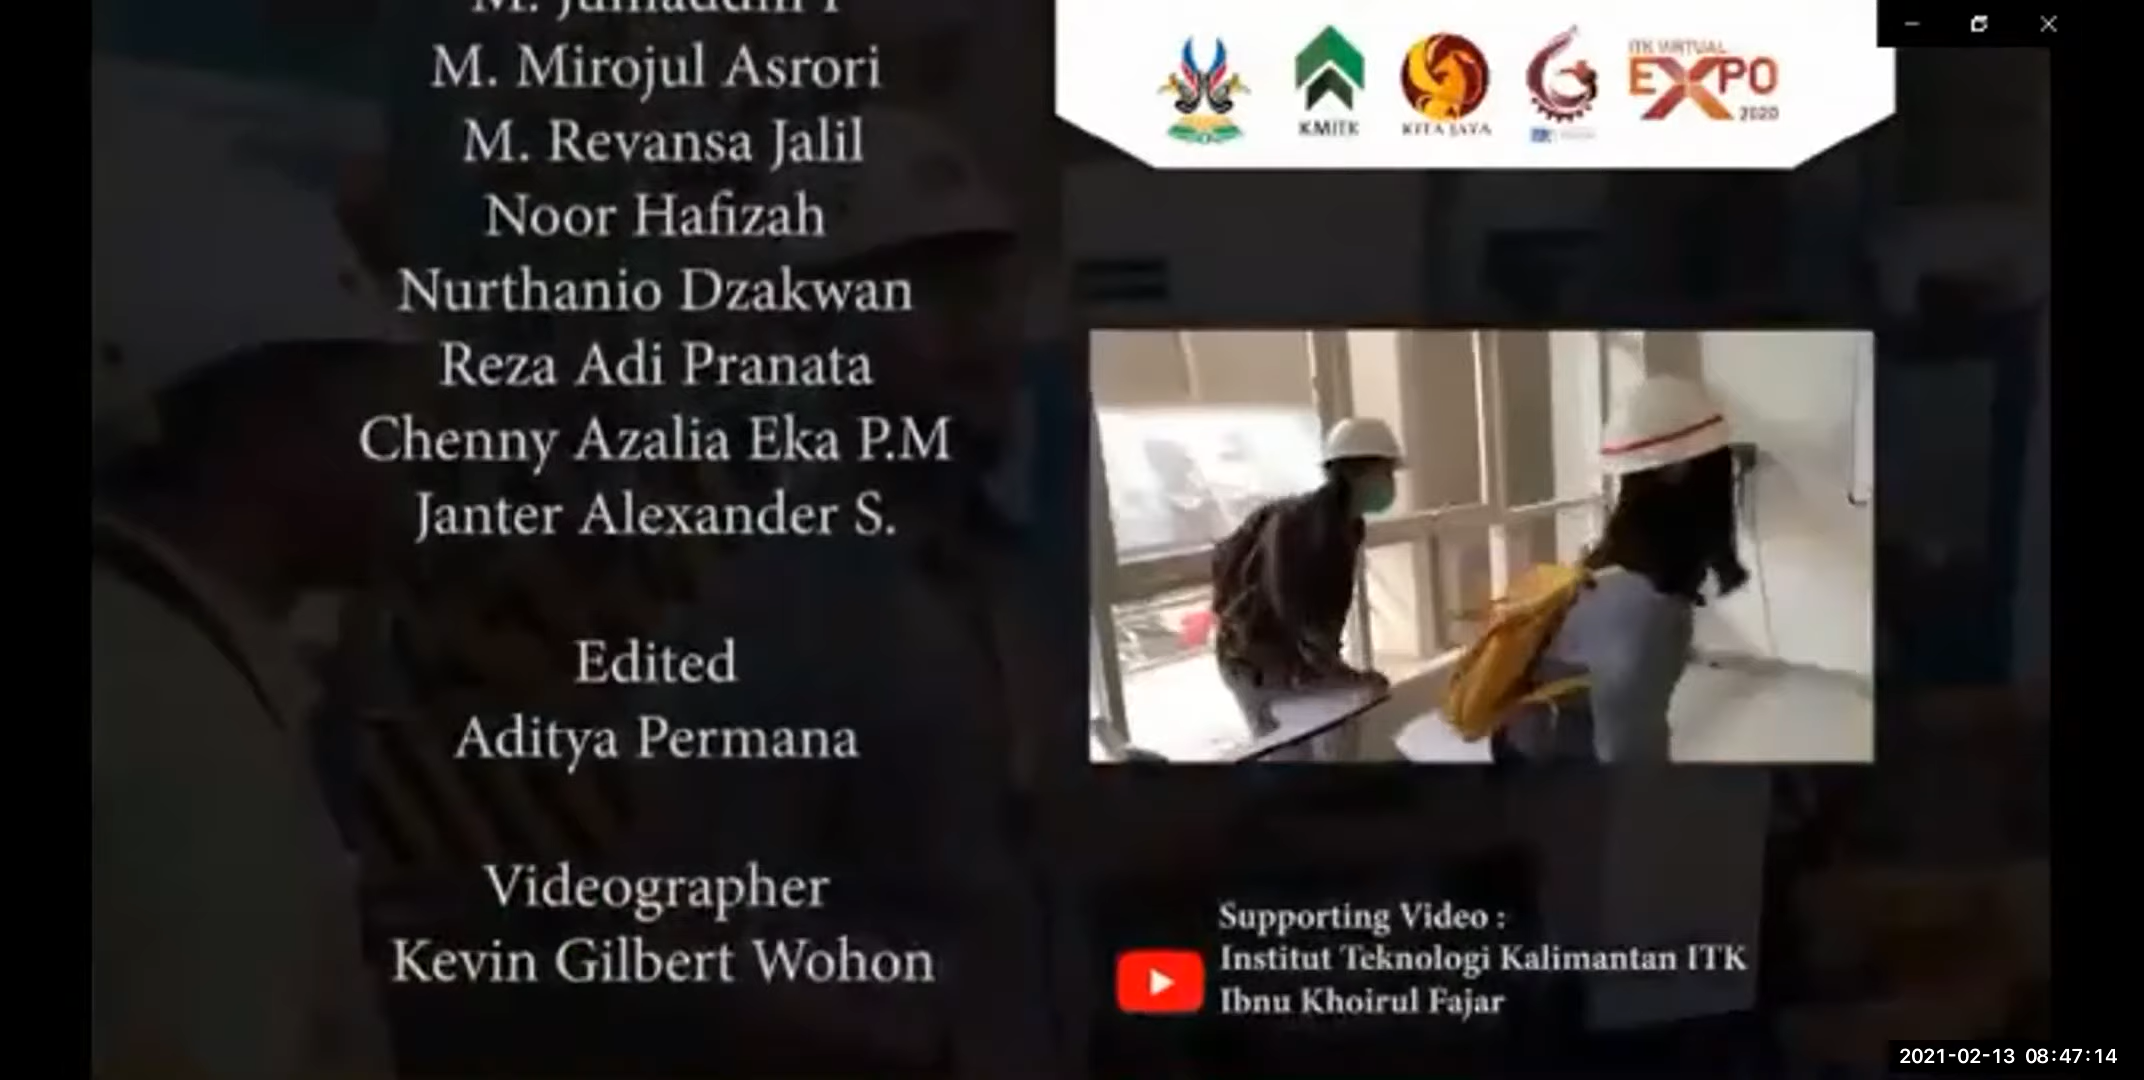 M. Mirojul Asrori
M. Revansa Jalil
Noor Hafizah
Nurthanio Dzakwan
Reza Adi Pranata
Chenny Azalia Eka P.M
Janter Alexander S.
Edited
Aditya Permana
Videographer
Kevin Gilbert Wohon
KMITK
KITA JAYA
ITK VIRTUAL
EXPO
2020
Supporting Video :
Institut Teknologi Kalimantan ITK
Ibnu Khoirul Fajar
2021-02-13 08:47:14